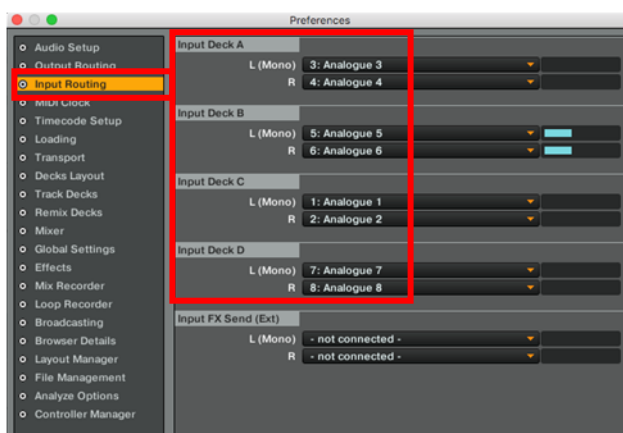 Preferences
Audio Setup
Output Routing
Input Routing
MIDI Clock
Timecode Setup
Loading
Transport
Decks Layout
Track Decks
Remix Decks
Mixer
Global Settings
Effects
Mix Recorder
Loop Recorder
Broadcasting
Browser Details
Layout Manager
File Management
Analyze Options
Controller Manager
Input Deck A
L (Mono) 3: Analogue 3
R 4: Analogue 4
Input Deck B
L (Mono) 5: Analogue 5
R 6: Analogue 6
Input Deck C
L (Mono) 1: Analogue 1
R 2: Analogue 2
Input Deck D
L (Mono) 7: Analogue 7
R 8: Analogue 8
Input FX Send (Ext)
L (Mono) - not connected -
R - not connected -